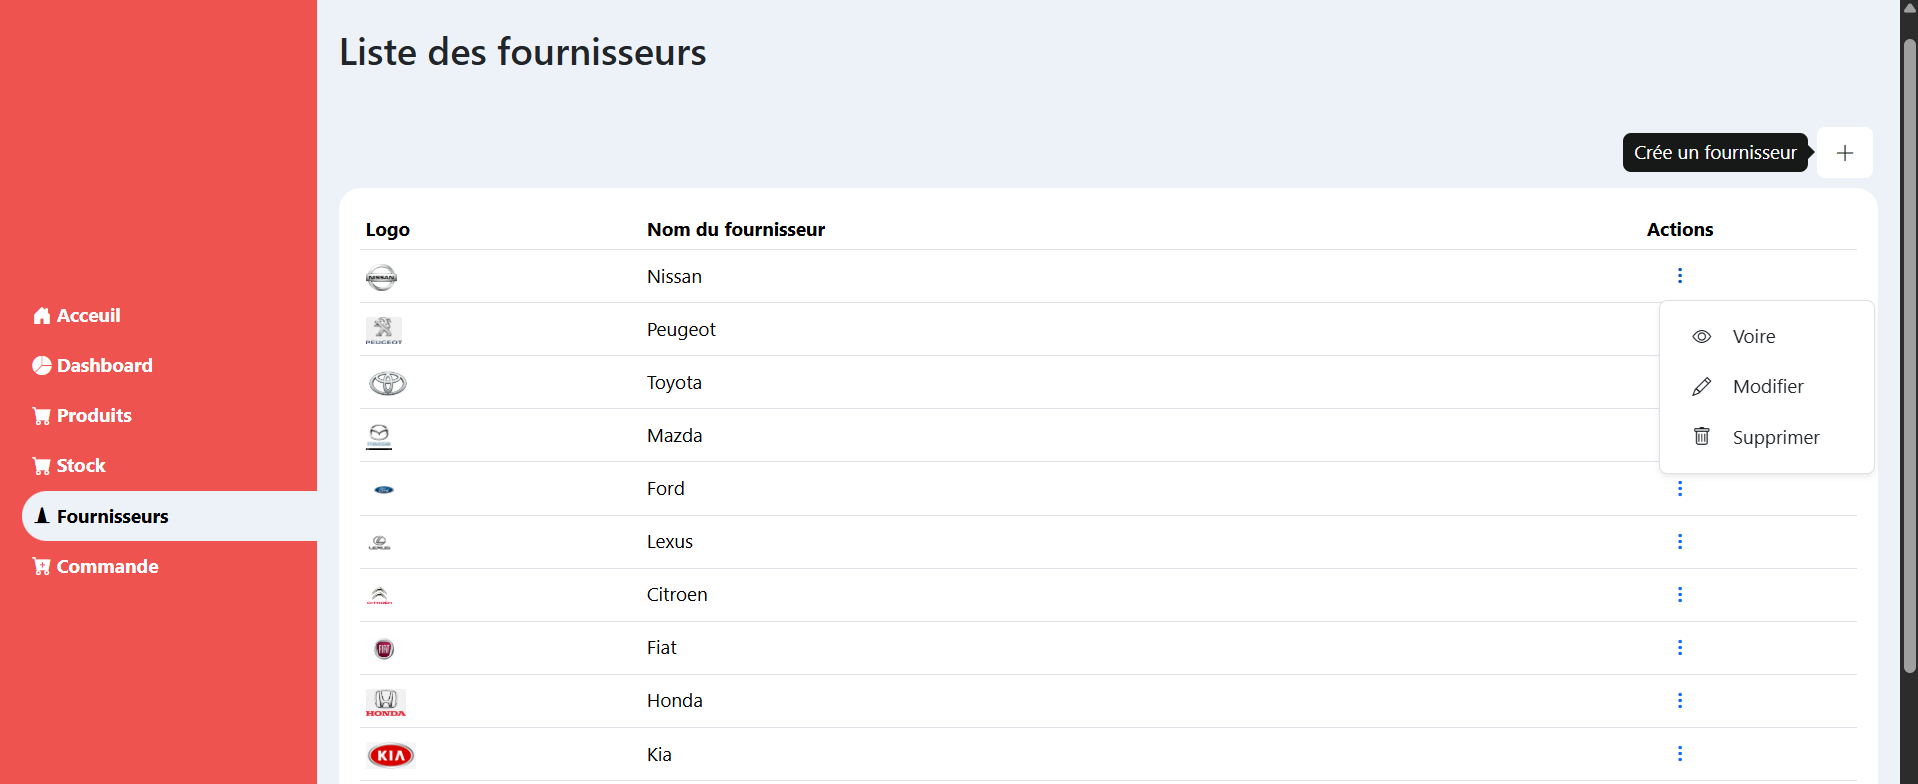 Liste des fournisseurs
Crée un fournisseur
Logo
Nom du fournisseur
Actions
Acceuil
Dashboard
Produits
Stock
Fournisseurs
Commande
NISSAN
Nissan
PEUGEOT
Peugeot
Toyota
Mazda
Ford
Ford
LEXUS
Lexus
CITROËN
Citroen
FIAT
Fiat
HONDA
Honda
KIA
Kia
Voire
Modifier
Supprimer